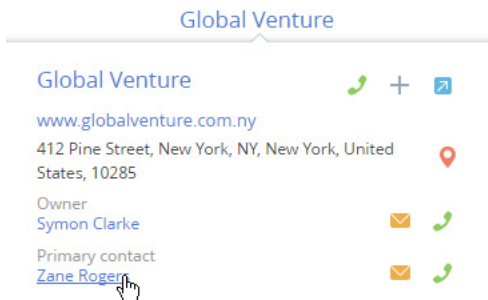 Global Venture
Global Venture
www.globalventure.com.ny
412 Pine Street, New York, NY, New York, United
States, 10285
Owner
Symon Clarke
Primary contact
Zane Rogers